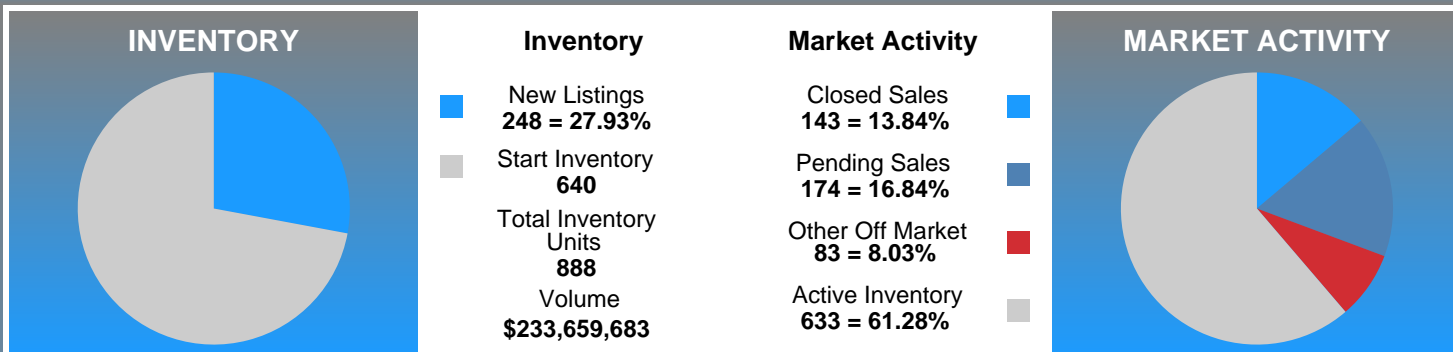 INVENTORY
Inventory
New Listings
248 = 27.93%
Start Inventory
640
Total Inventory
Units
888
Volume
$233,659,683
Market Activity
Closed Sales
143 = 13.84%
Pending Sales
174 = 16.84%
Other Off Market
83 = 8.03%
Active Inventory
633 = 61.28%
MARKET ACTIVITY